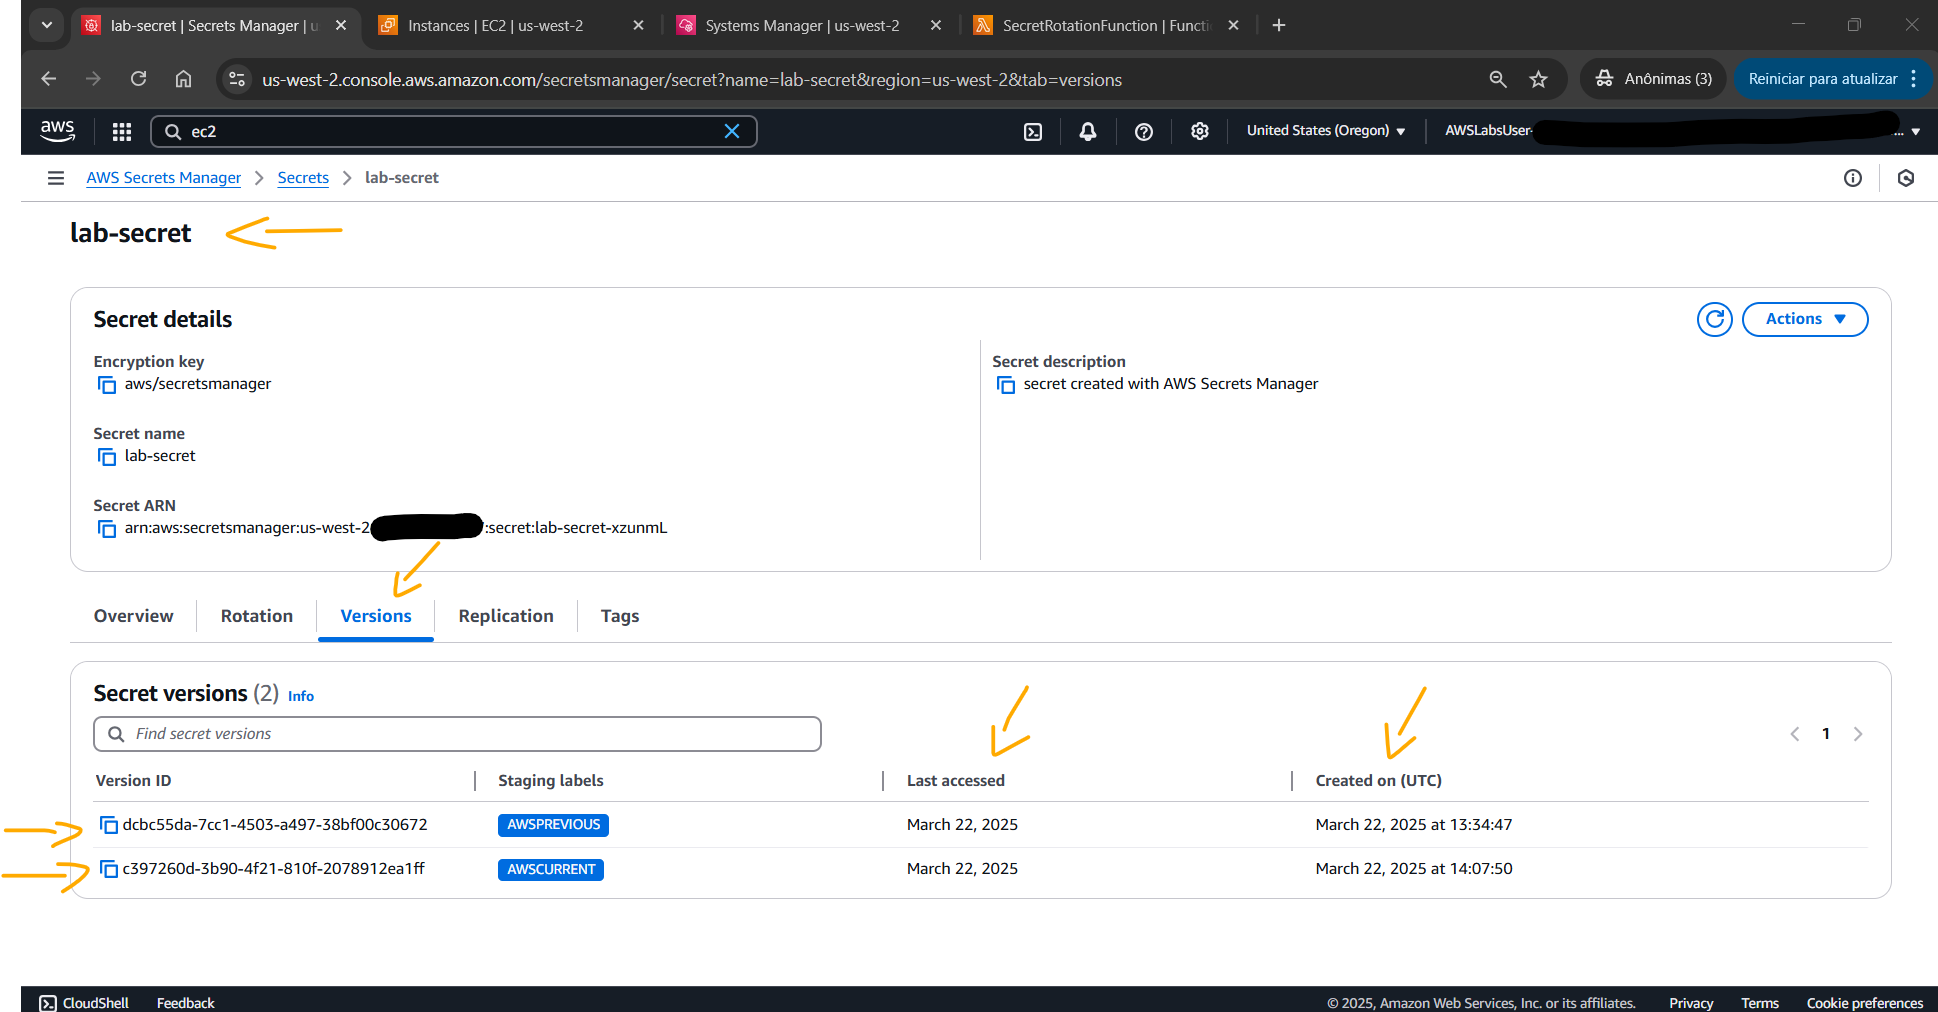 lab-secret | Secrets Manager | u
Instances | EC2 | us-west-2
Systems Manager | us-west-2
SecretRotationFunction | Functi
us-west-2.console.aws.amazon.com/secretsmanager/secret?name=lab-secret&region=us-west-2&tab=versions
Anônimas (3)
Reiniciar para atualizar
aws
ec2
United States (Oregon)
AWSLabsUser-
...
AWS Secrets Manager
Secrets
lab-secret
lab-secret
Secret details
Actions
Encryption key
aws/secretsmanager
Secret description
secret created with AWS Secrets Manager
Secret name
lab-secret
Secret ARN
arn:aws:secretsmanager:us-west-2
:secret:lab-secret-xzunmL
Overview
Rotation
Versions
Replication
Tags
Secret versions (2) Info
Find secret versions
1
Version ID
Staging labels
Last accessed
Created on (UTC)
dcbc55da-7cc1-4503-a497-38bf00c30672
AWSPREVIOUS
March 22, 2025
March 22, 2025 at 13:34:47
c397260d-3b90-4f21-810f-2078912ea1ff
AWSCURRENT
March 22, 2025
March 22, 2025 at 14:07:50
CloudShell
Feedback
© 2025, Amazon Web Services, Inc. or its affiliates.
Privacy
Terms
Cookie preferences